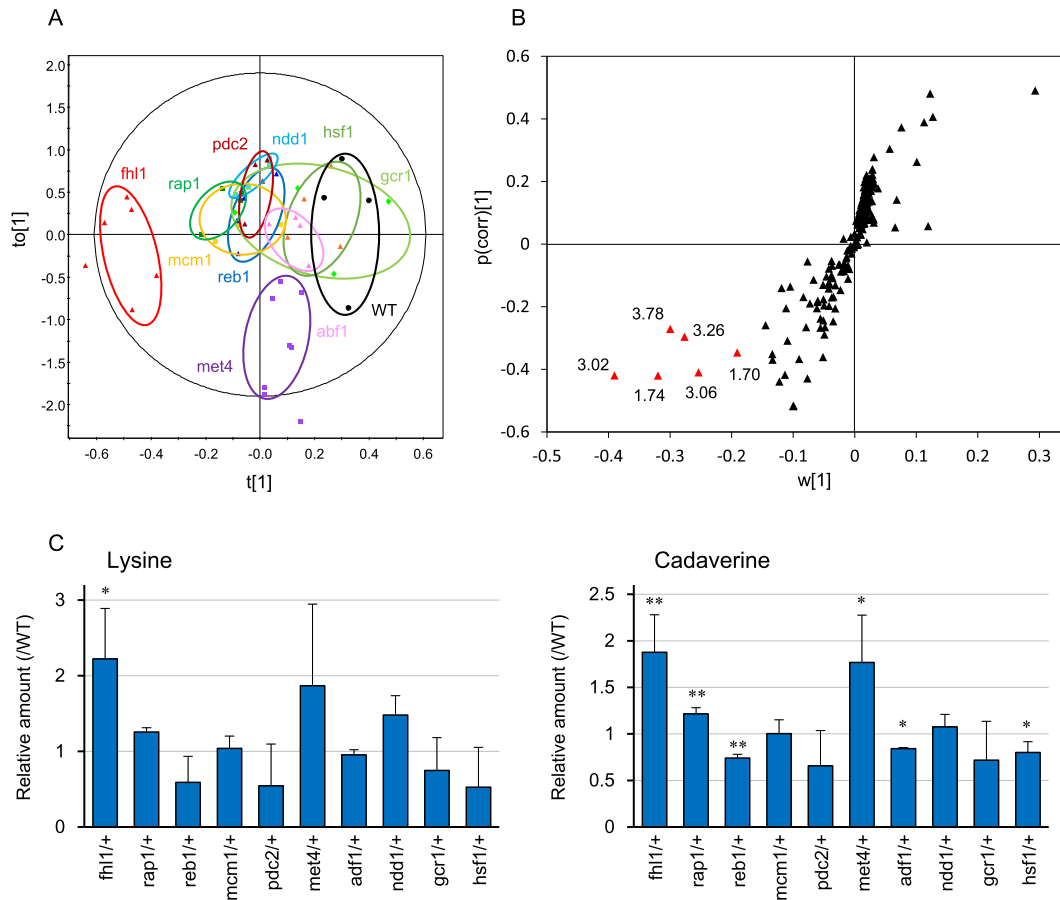 A
B
2.0
1.5
1.0
0.5
0.0
-0.5
-1.0
-1.5
-2.0
to[1]
-0.6
-0.4
-0.2
-0.0
0.2
0.4
0.6
t[1]
fhl1
rap1
pdc2
ndd1
hsf1
gcr1
mcm1
reb1
WT
abf1
met4
0.6
0.4
0.2
0
-0.2
-0.4
-0.6
p(corr)[1]
-0.5
-0.4
-0.3
-0.2
-0.1
0
0.1
0.2
0.3
w[1]
3.78
3.26
3.02
1.74
3.06
1.70
C
Lysine
Relative amount (/WT)
3
2
1
0
*
fhl1/+
rap1/+
reb1/+
mcm1/+
pdc2/+
met4/+
adf1/+
ndd1/+
gcr1/+
hsf1/+
Cadaverine
Relative amount (/WT)
2.5
2
1.5
1
0.5
0
**
**
**
*
*
*
fhl1/+
rap1/+
reb1/+
mcm1/+
pdc2/+
met4/+
adf1/+
ndd1/+
gcr1/+
hsf1/+